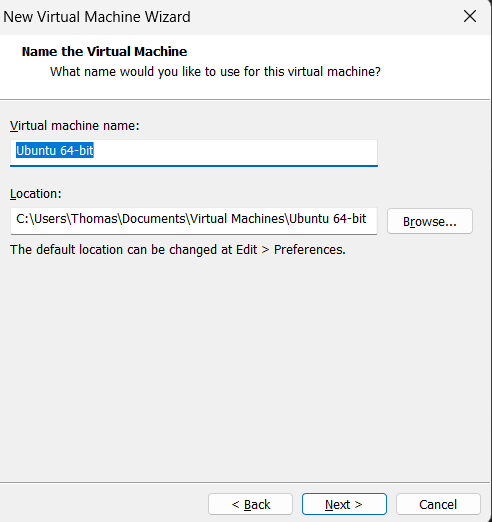 New Virtual Machine Wizard
Name the Virtual Machine
What name would you like to use for this virtual machine?
Virtual machine name:
Ubuntu 64-bit
Location:
C:\Users\Thomas\Documents\Virtual Machines\Ubuntu 64-bit
Browse...
The default location can be changed at Edit > Preferences.
< Back
Next >
Cancel